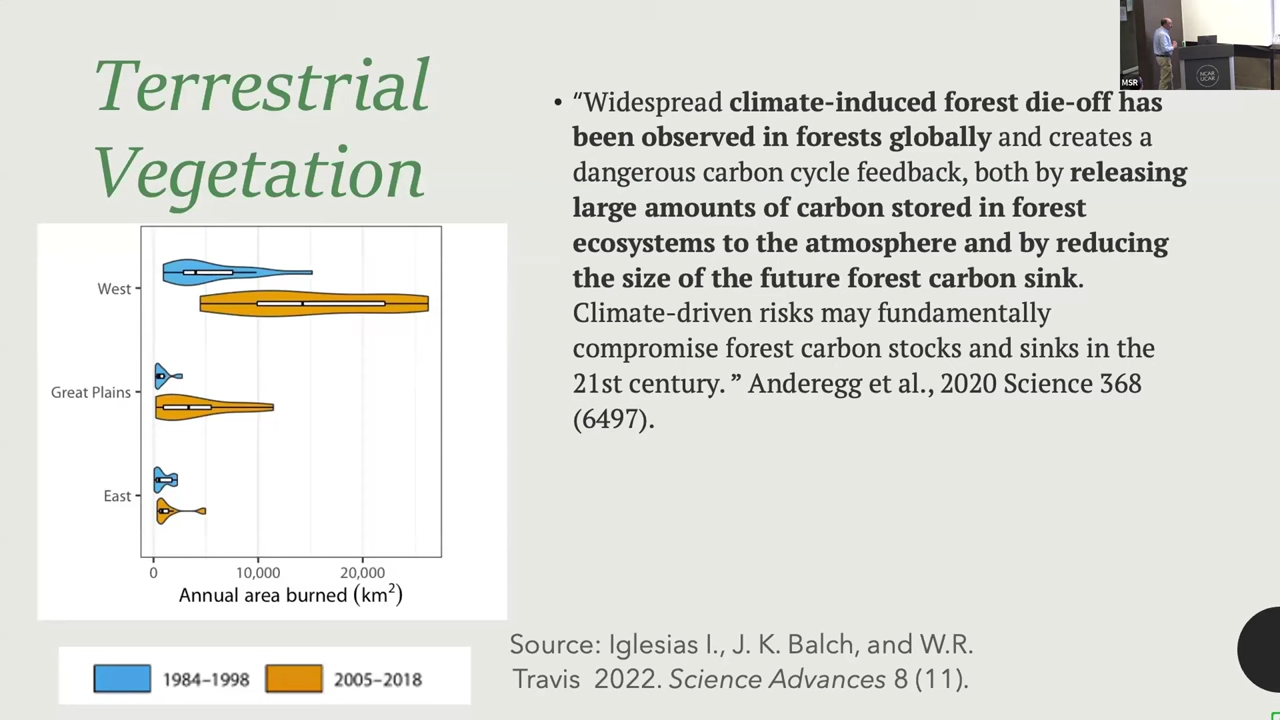 Terrestrial
Vegetation
MSR
NCAR
UCAR
• “Widespread climate-induced forest die-off has
been observed in forests globally and creates a
dangerous carbon cycle feedback, both by releasing
large amounts of carbon stored in forest
ecosystems to the atmosphere and by reducing
the size of the future forest carbon sink.
Climate-driven risks may fundamentally
compromise forest carbon stocks and sinks in the
21st century. ” Anderegg et al., 2020 Science 368
(6497).
West
Great Plains
East
0 10,000 20,000
Annual area burned (km²)
1984–1998 2005–2018
Source: Iglesias I., J. K. Balch, and W.R.
Travis 2022. Science Advances 8 (11).